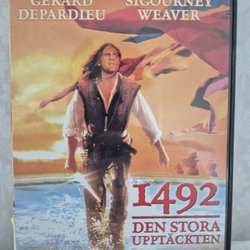 GÉRARD SIGOURNEY
DEPARDIEU WEAVER
1492
DEN STORA
UPPTÄCKTEN